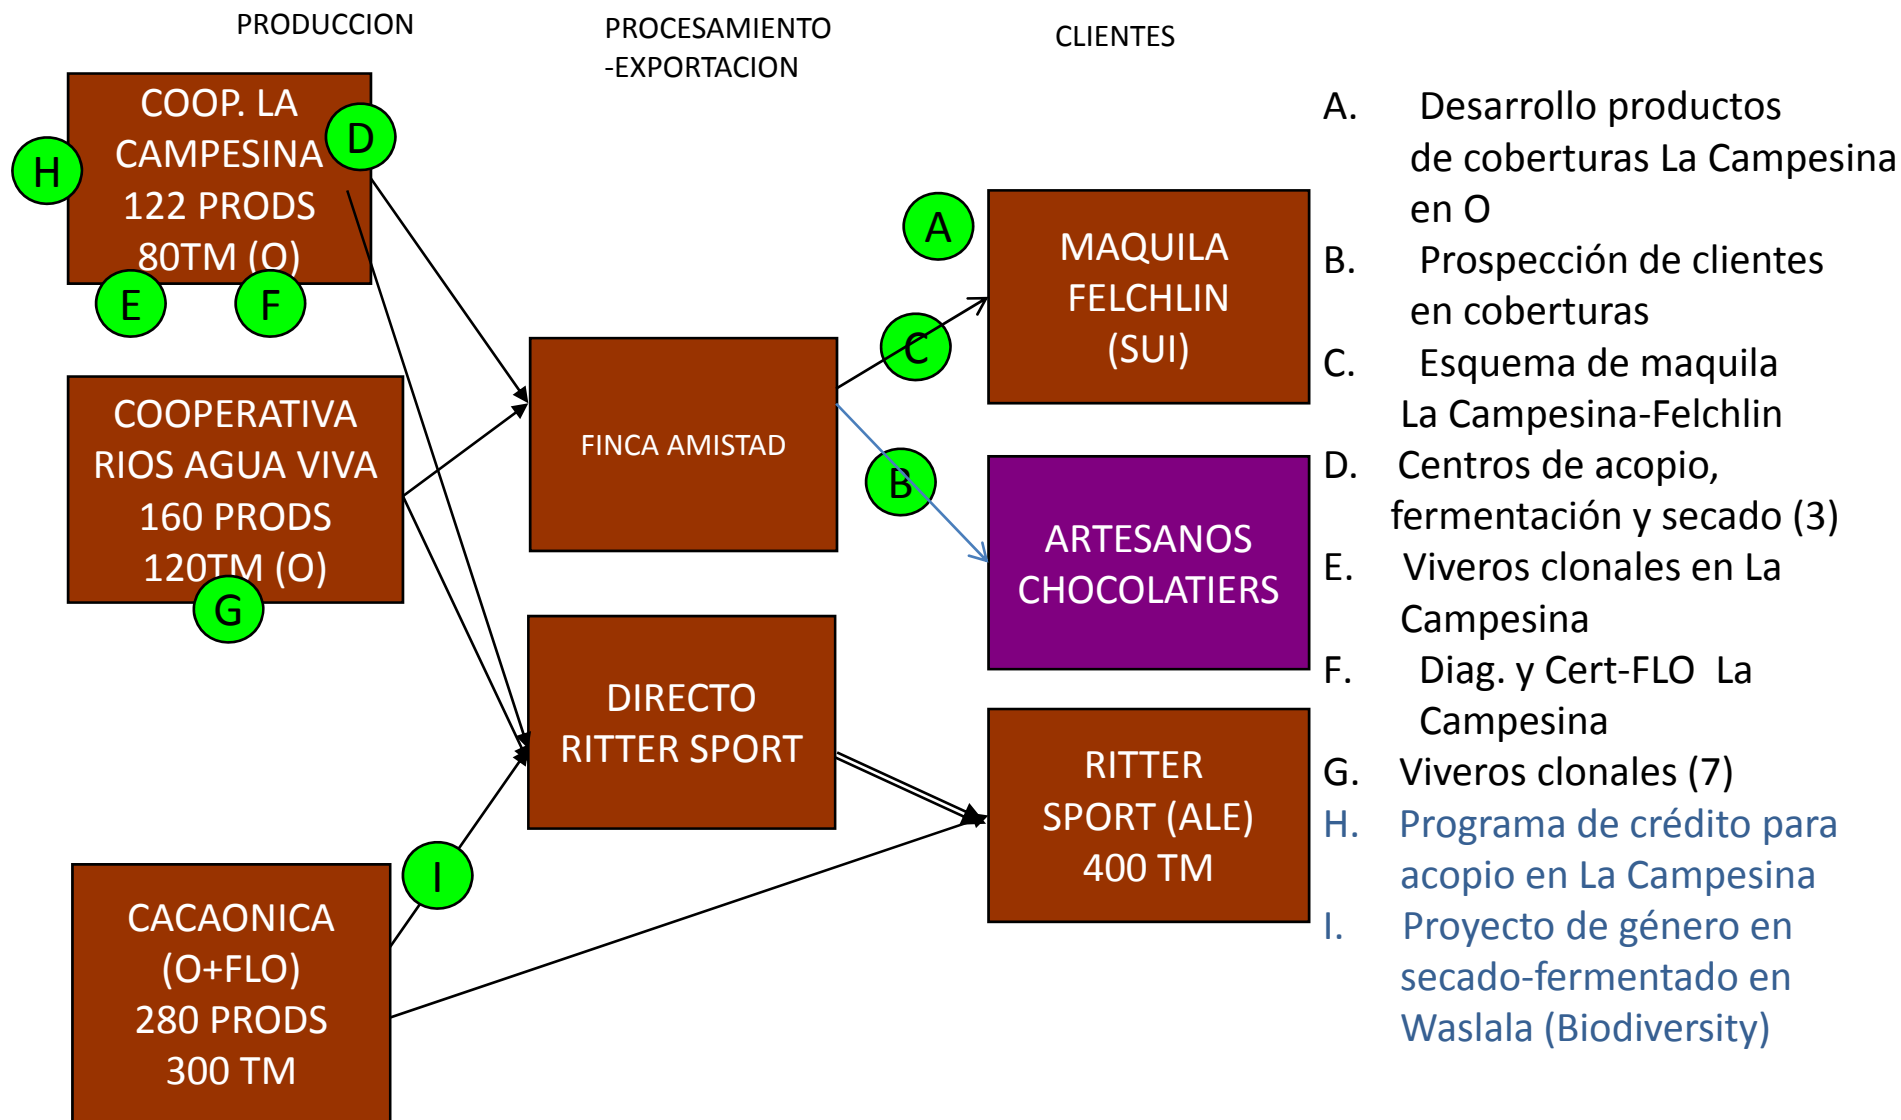 PRODUCCION
PROCESAMIENTO
-EXPORTACION
CLIENTES
COOP. LA
CAMPESINA
122 PRODS
80TM (O)
H
D
E
F
COOPERATIVA
RIOS AGUA VIVA
160 PRODS
120TM (O)
G
CACAONICA
(O+FLO)
280 PRODS
300 TM
I
FINCA AMISTAD
DIRECTO
RITTER SPORT
A
C
B
MAQUILA
FELCHLIN
(SUI)
ARTESANOS
CHOCOLATIERS
RITTER
SPORT (ALE)
400 TM
A. Desarrollo productos
de coberturas La Campesina
en O
B. Prospección de clientes
en coberturas
C. Esquema de maquila
La Campesina-Felchlin
D. Centros de acopio,
fermentación y secado (3)
E. Viveros clonales en La
Campesina
F. Diag. y Cert-FLO La
Campesina
G. Viveros clonales (7)
H. Programa de crédito para
acopio en La Campesina
I. Proyecto de género en
secado-fermentado en
Waslala (Biodiversity)